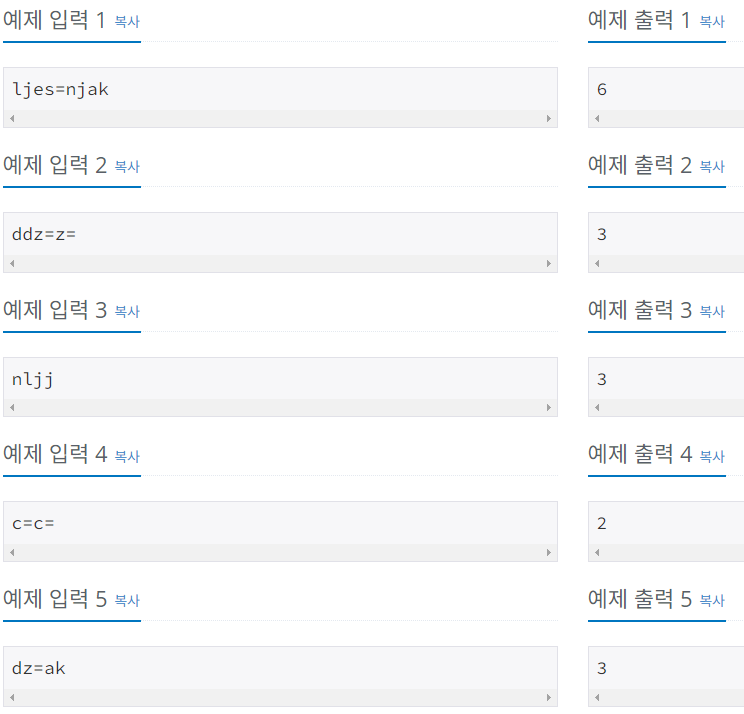 예제 입력 1 복사
예제 출력 1 복사
ljes=njak
6
예제 입력 2 복사
예제 출력 2 복사
ddz=z=
3
예제 입력 3 복사
예제 출력 3 복사
nljj
3
예제 입력 4 복사
예제 출력 4 복사
c=c=
2
예제 입력 5 복사
예제 출력 5 복사
dz=ak
3